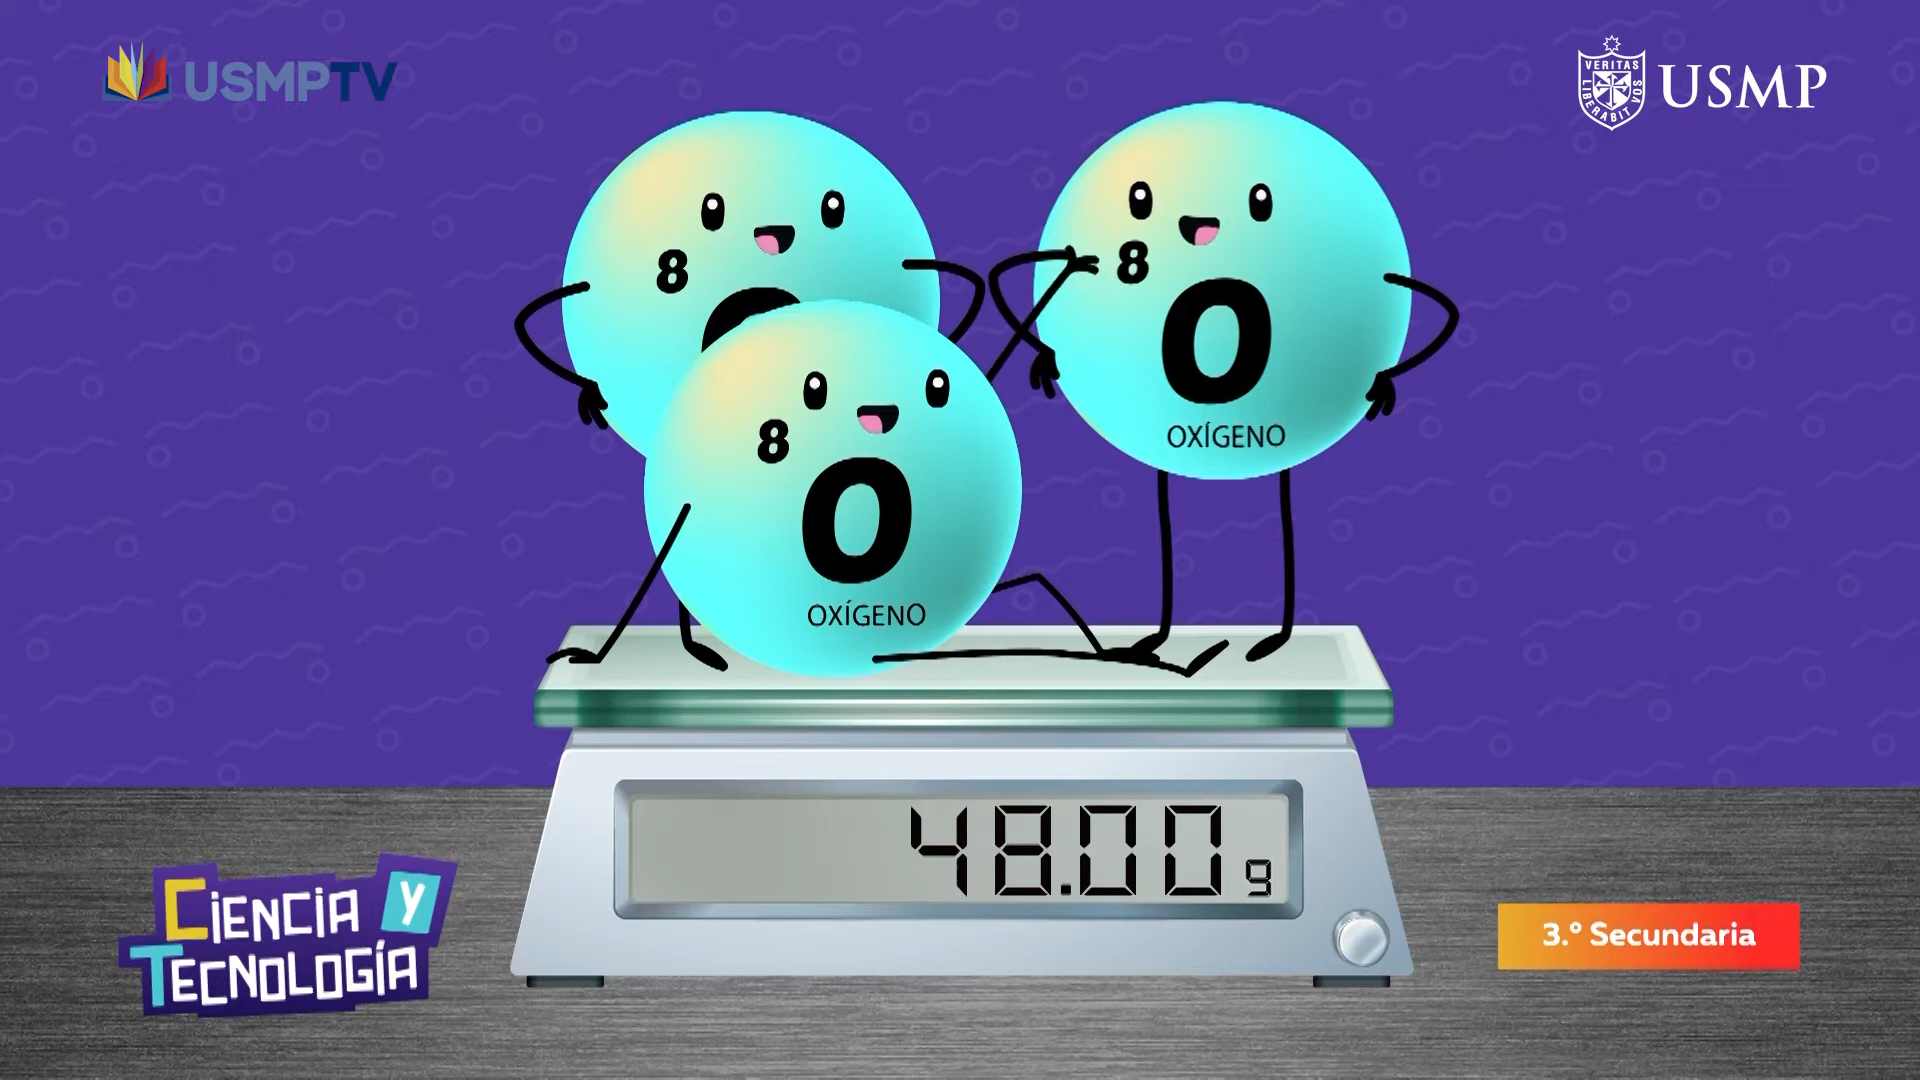 USMPTV
VERITAS
LIBERABIT VOS
USMP
8
8
O
OXÍGENO
8
O
OXÍGENO
48.00 g
CIENCIA Y
TECNOLOGÍA
3.º Secundaria